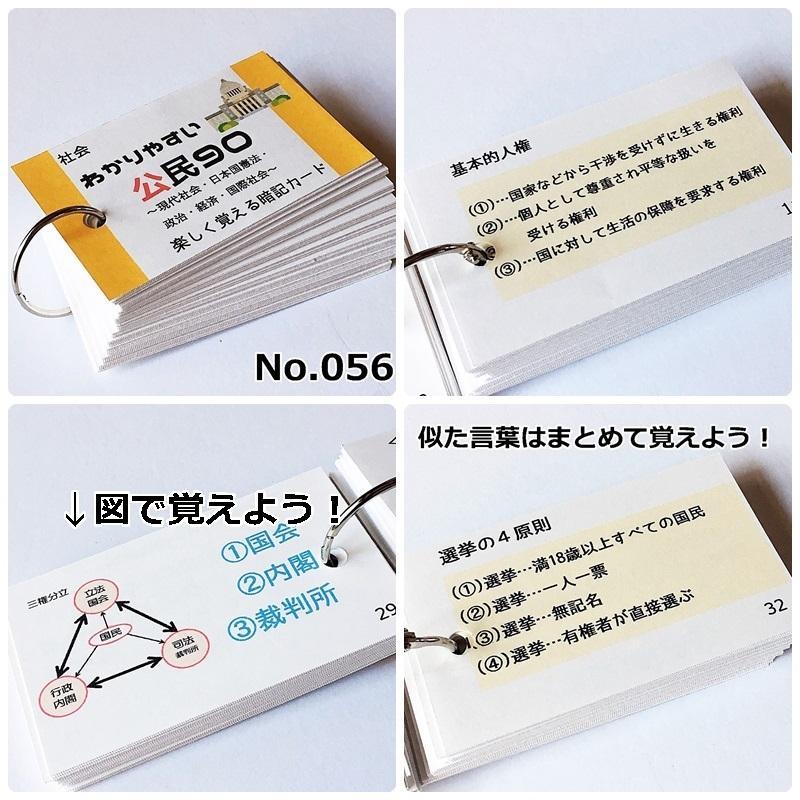 社会
わかりやすい
公民90
～現代社会・日本国憲法・
政治・経済・国際社会～
楽しく覚える暗記カード
No.056
基本的人権
(①)…国家などから干渉を受けずに生きる権利
(②)…個人として尊重され平等な扱いを
受ける権利
(③)…国に対して生活の保障を要求する権利
↓図で覚えよう！
三権分立
立法
国会
国民
行政
内閣
司法
裁判所
①国会
②内閣
③裁判所
29
似た言葉はまとめて覚えよう！
選挙の4原則
(①)選挙…満18歳以上すべての国民
(②)選挙…一人一票
(③)選挙…無記名
(④)選挙…有権者が直接選ぶ
32